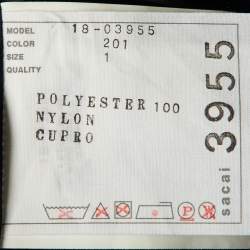 MODEL 18-03955
COLOR 201
SIZE 1
QUALITY
POLYESTER 100
NYLON
CUPRO
3955
sacai
P